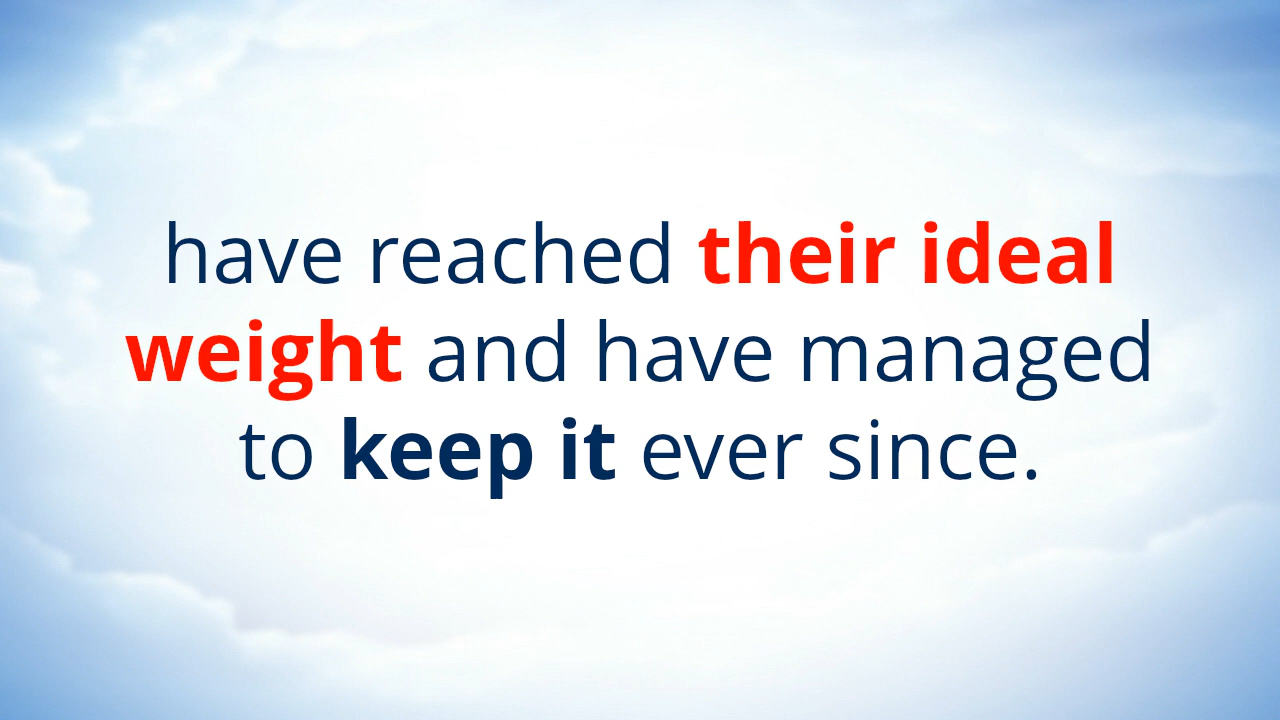 have reached their ideal
weight and have managed
to keep it ever since.